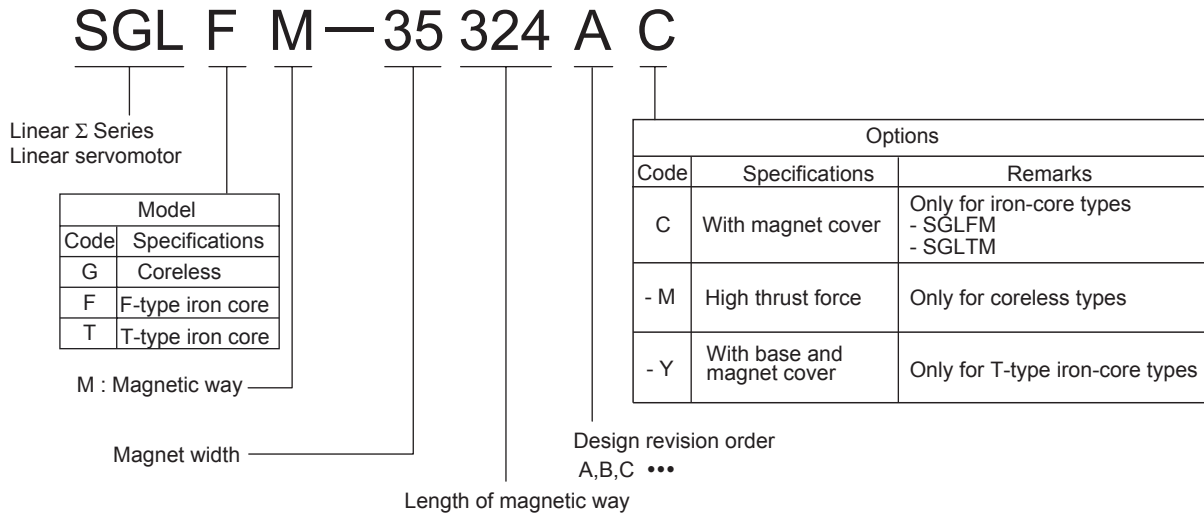 SGL F M — 35 324 A C
Linear Σ Series
Linear servomotor
Model
Code Specifications
G Coreless
F F-type iron core
T T-type iron core
M : Magnetic way
Magnet width
Length of magnetic way
Design revision order
A,B,C •••
Options
Code Specifications Remarks
C With magnet cover Only for iron-core types
- SGLFM
- SGLTM
- M High thrust force Only for coreless types
- Y With base and
magnet cover Only for T-type iron-core types